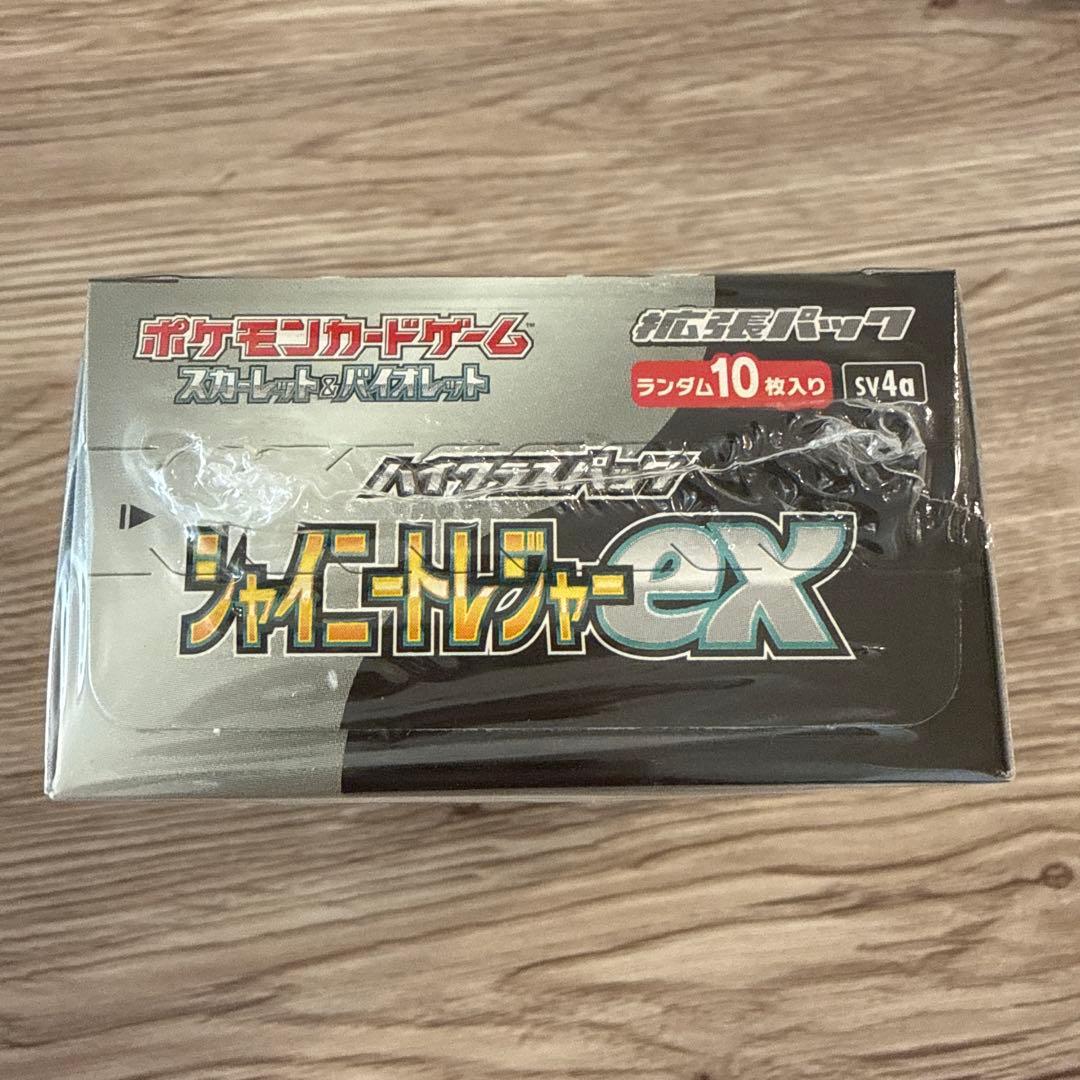 ポケモンカードゲーム™
スカーレット&バイオレット
拡張パック
ランダム10枚入り
sv4a
ハイクラスパック
シャイニートレジャーex